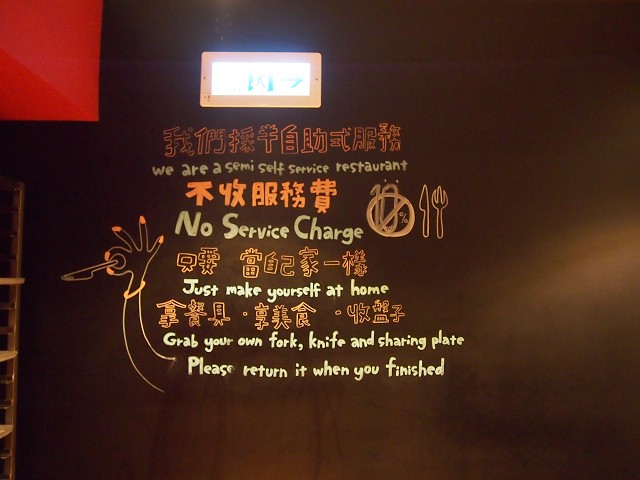 我們採半自助式服務
we are a semi self service restaurant
不收服務費
10%
No Service Charge
只要 當自己家一樣
Just make yourself at home
拿餐具·享美食·收盤子
Grab your own fork, knife and sharing plate
Please return it when you finished